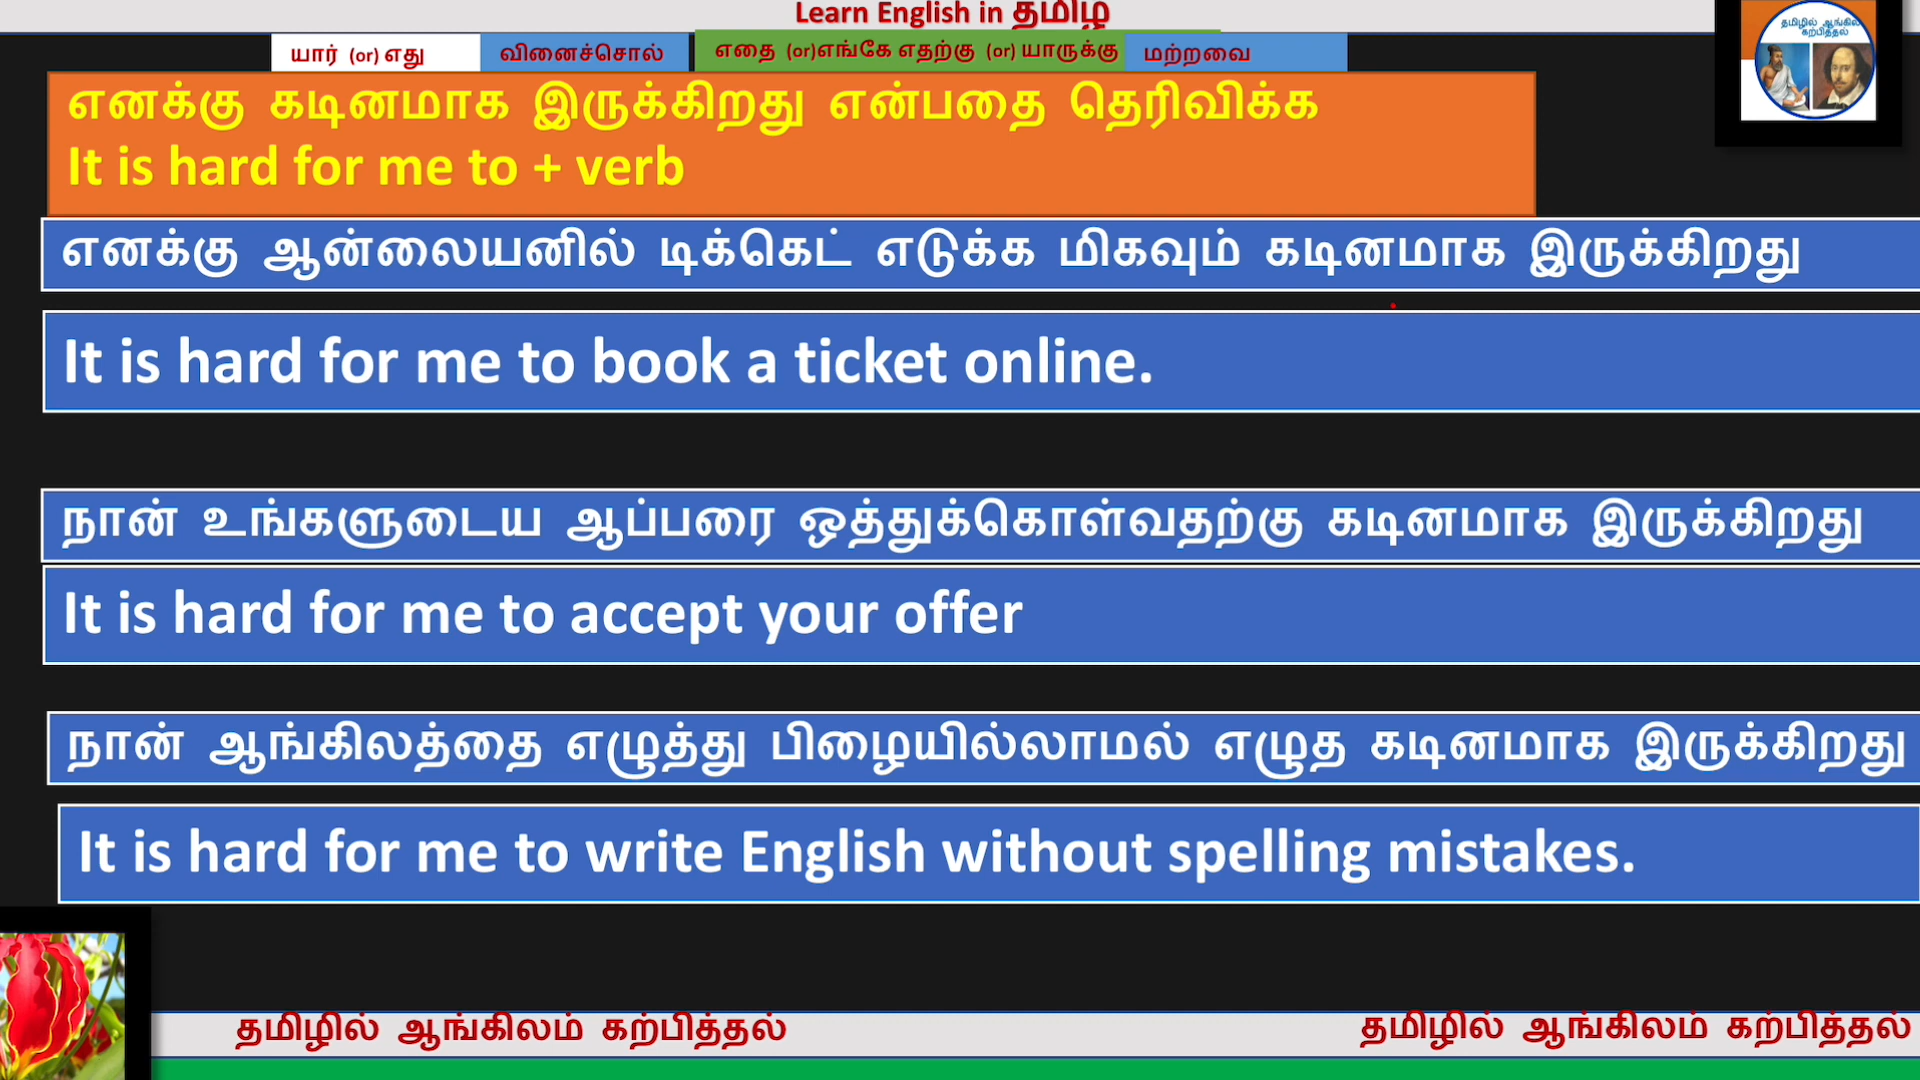 Learn English in தமிழ்
யார் (or) எது வினைச்சொல் எதை (or)எங்கே எதற்கு (or) யாருக்கு மற்றவை
தமிழில் ஆங்கில
கற்பித்தல்
எனக்கு கடினமாக இருக்கிறது என்பதை தெரிவிக்க
It is hard for me to + verb
எனக்கு ஆன்லையனில் டிக்கெட் எடுக்க மிகவும் கடினமாக இருக்கிறது
It is hard for me to book a ticket online.
நான் உங்களுடைய ஆப்பரை ஒத்துக்கொள்வதற்கு கடினமாக இருக்கிறது
It is hard for me to accept your offer
நான் ஆங்கிலத்தை எழுத்து பிழையில்லாமல் எழுத கடினமாக இருக்கிறது
It is hard for me to write English without spelling mistakes.
தமிழில் ஆங்கிலம் கற்பித்தல் தமிழில் ஆங்கிலம் கற்பித்தல்